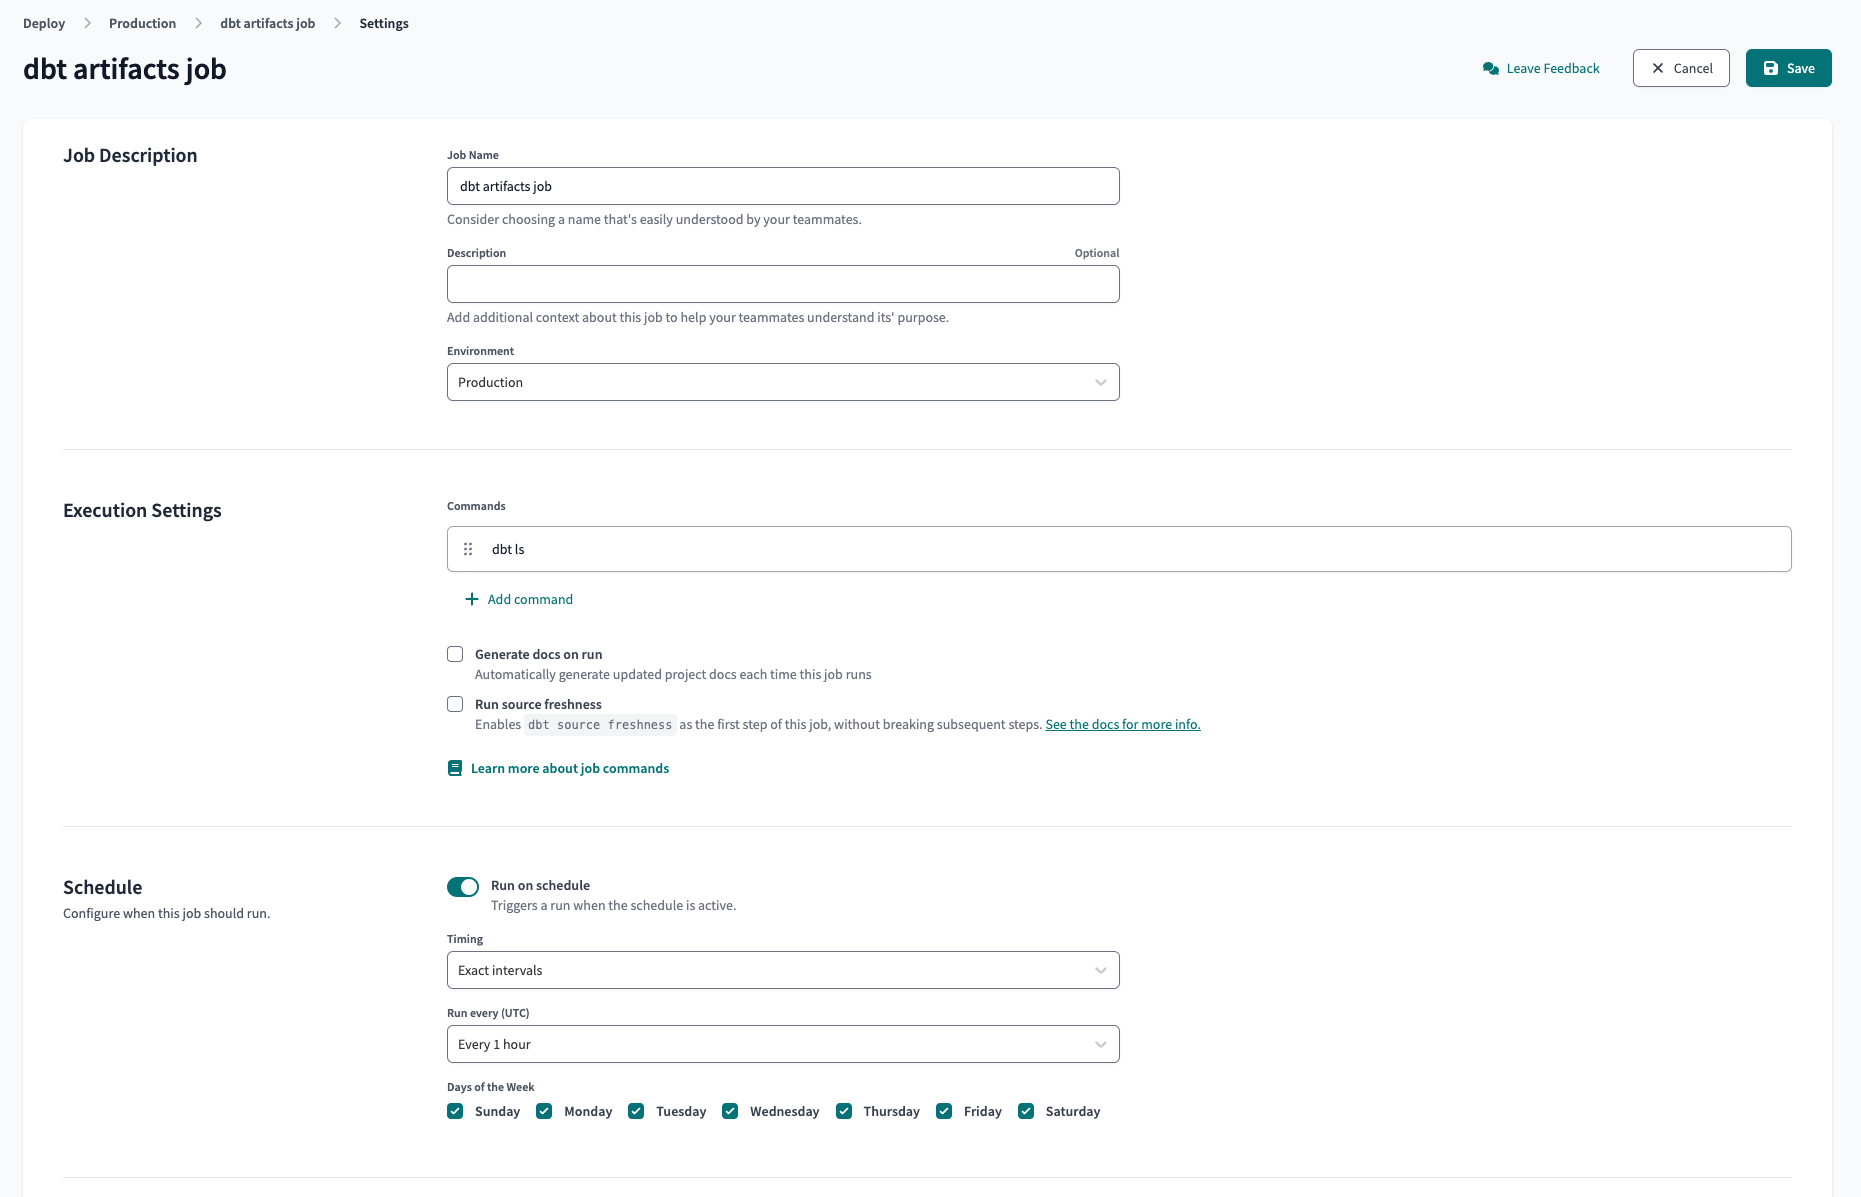 Deploy > Production > dbt artifacts job > Settings
dbt artifacts job
Leave Feedback
Cancel
Save
Job Description
Job Name
dbt artifacts job
Consider choosing a name that's easily understood by your teammates.
Description Optional
Add additional context about this job to help your teammates understand its' purpose.
Environment
Production
Execution Settings
Commands
dbt ls
Add command
Generate docs on run
Automatically generate updated project docs each time this job runs
Run source freshness
Enables dbt source freshness as the first step of this job, without breaking subsequent steps. See the docs for more info.
Learn more about job commands
Schedule
Configure when this job should run.
Run on schedule
Triggers a run when the schedule is active.
Timing
Exact intervals
Run every (UTC)
Every 1 hour
Days of the Week
Sunday Monday Tuesday Wednesday Thursday Friday Saturday